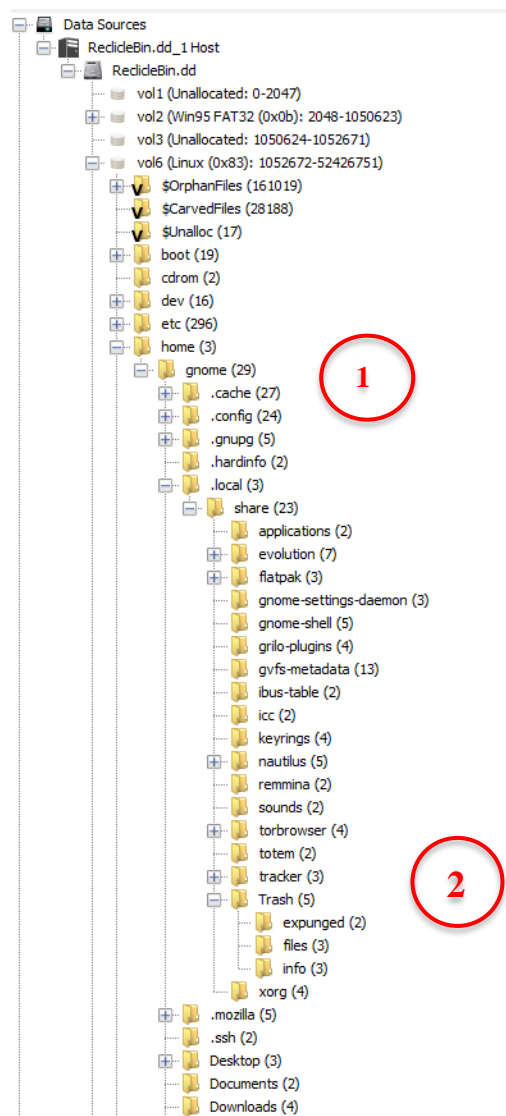 Data Sources
RedicleBin.dd_1 Host
RedicleBin.dd
vol1 (Unallocated: 0-2047)
vol2 (Win95 FAT32 (0x0b): 2048-1050623)
vol3 (Unallocated: 1050624-1052671)
vol6 (Linux (0x83): 1052672-52426751)
$OrphanFiles (161019)
$CarvedFiles (28188)
$Unalloc (17)
boot (19)
cdrom (2)
dev (16)
etc (296)
home (3)
gnome (29)
1
.cache (27)
.config (24)
.gnupg (5)
.hardinfo (2)
.local (3)
share (23)
applications (2)
evolution (7)
flatpak (3)
gnome-settings-daemon (3)
gnome-shell (5)
grilo-plugins (4)
gvfs-metadata (13)
ibus-table (2)
icc (2)
keyrings (4)
nautilus (5)
remmina (2)
sounds (2)
torbrowser (4)
totem (2)
tracker (3)
2
Trash (5)
expunged (2)
files (3)
info (3)
xorg (4)
.mozilla (5)
.ssh (2)
Desktop (3)
Documents (2)
Downloads (4)